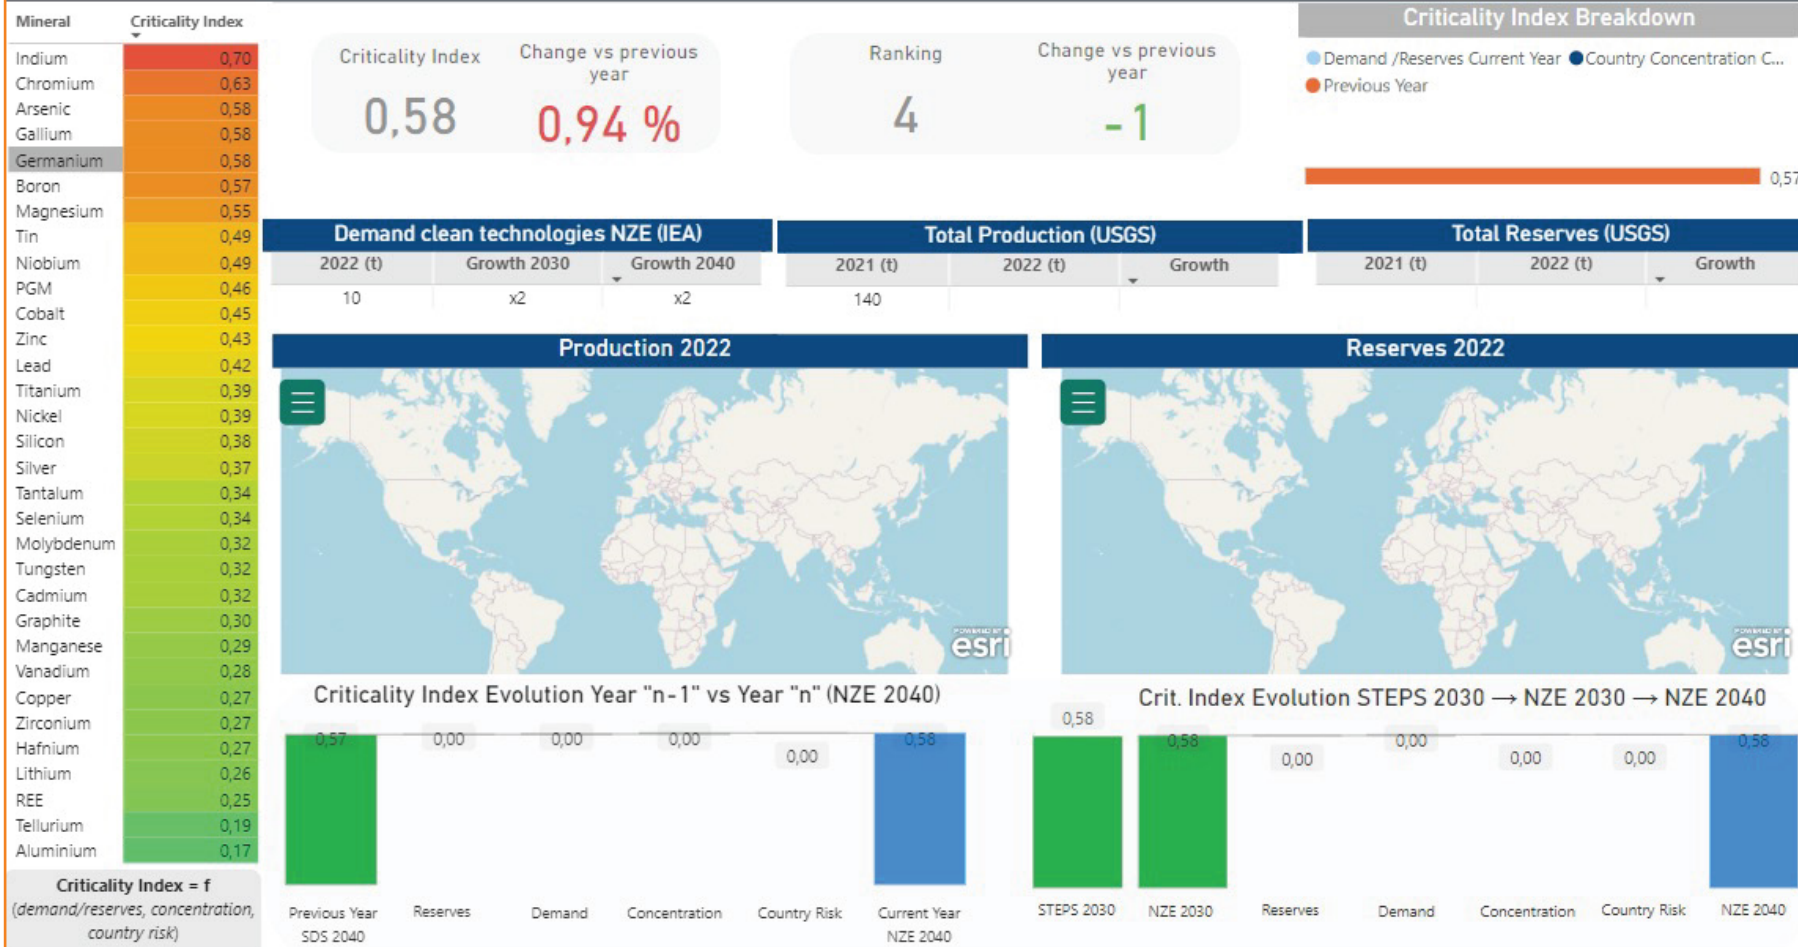 Mineral Criticality Index
Indium 0,70
Chromium 0,63
Arsenic 0,58
Gallium 0,58
Germanium 0,58
Boron 0,57
Magnesium 0,55
Tin 0,49
Niobium 0,49
PGM 0,46
Cobalt 0,45
Zinc 0,43
Lead 0,42
Titanium 0,39
Nickel 0,39
Silicon 0,38
Silver 0,37
Tantalum 0,34
Selenium 0,34
Molybdenum 0,32
Tungsten 0,32
Cadmium 0,32
Graphite 0,30
Manganese 0,29
Vanadium 0,28
Copper 0,27
Zirconium 0,27
Hafnium 0,27
Lithium 0,26
REE 0,25
Tellurium 0,19
Aluminium 0,17
Criticality Index = f
(demand/reserves, concentration,
country risk)
Criticality Index
0,58
Change vs previous
year
0,94 %
Ranking
4
Change vs previous
year
-1
Criticality Index Breakdown
Demand /Reserves Current Year Country Concentration C...
Previous Year
0,57
Demand clean technologies NZE (IEA)
2022 (t) Growth 2030 Growth 2040
10 x2 x2
Total Production (USGS)
2021 (t) 2022 (t) Growth
140
Total Reserves (USGS)
2021 (t) 2022 (t) Growth
Production 2022
POWERED BY
esri
Reserves 2022
POWERED BY
esri
Criticality Index Evolution Year "n-1" vs Year "n" (NZE 2040)
0,57 0,00 0,00 0,00 0,00 0,58
Previous Year Reserves Demand Concentration Country Risk Current Year
SDS 2040 NZE 2040
Crit. Index Evolution STEPS 2030 → NZE 2030 → NZE 2040
0,58 0,58 0,00 0,00 0,00 0,00 0,58
STEPS 2030 NZE 2030 Reserves Demand Concentration Country Risk NZE 2040